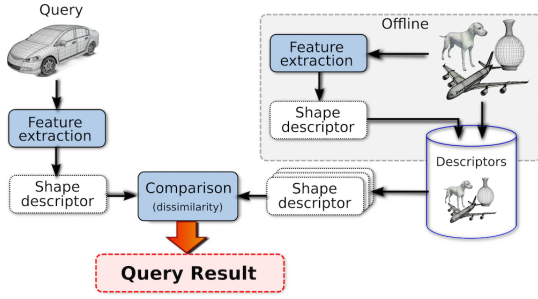 Query
Offline
Feature
extraction
Shape
descriptor
Feature
extraction
Descriptors
Shape
descriptor
Comparison
(dissimilarity)
Shape
descriptor
Query Result